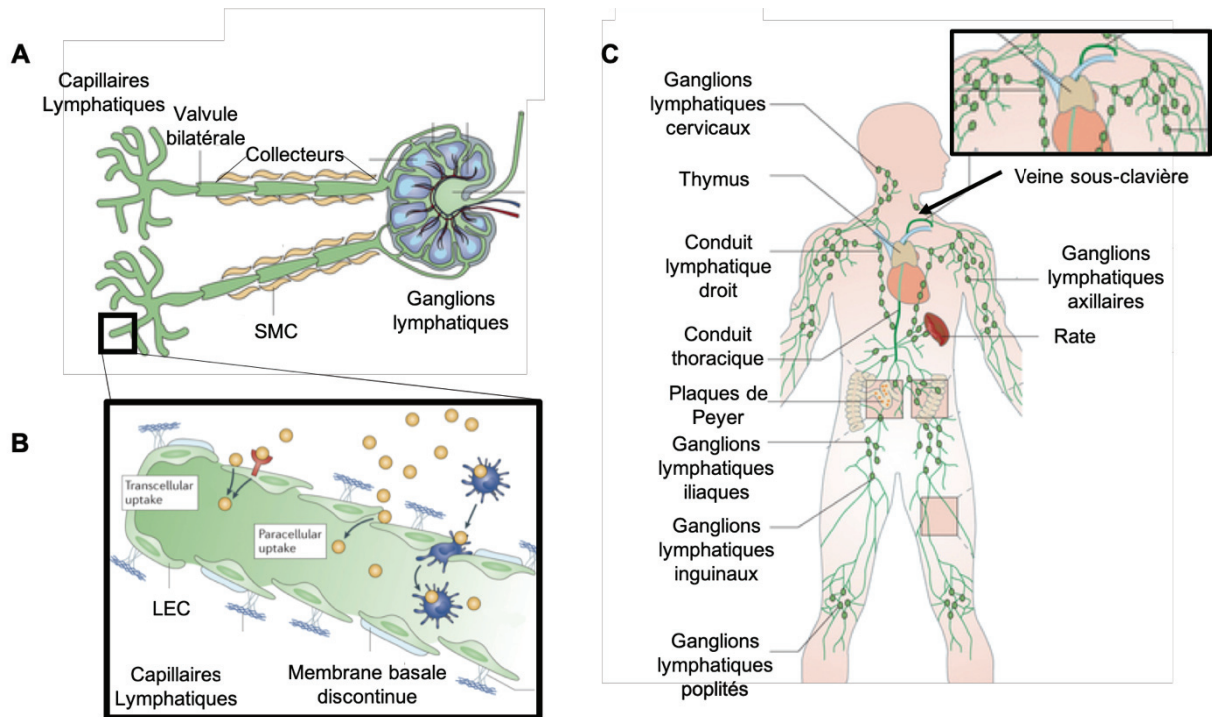 A
Capillaires
Lymphatiques
Valvule
bilatérale
Collecteurs
SMC
Ganglions
lymphatiques
B
Transcellular
uptake
Paracellular
uptake
LEC
Capillaires
Lymphatiques
Membrane basale
discontinue
C
Ganglions
lymphatiques
cervicaux
Thymus
Conduit
lymphatique
droit
Conduit
thoracique
Plaques de
Peyer
Ganglions
lymphatiques
iliaques
Ganglions
lymphatiques
inguinaux
Ganglions
lymphatiques
poplités
Veine sous-clavière
Ganglions
lymphatiques
axillaires
Rate